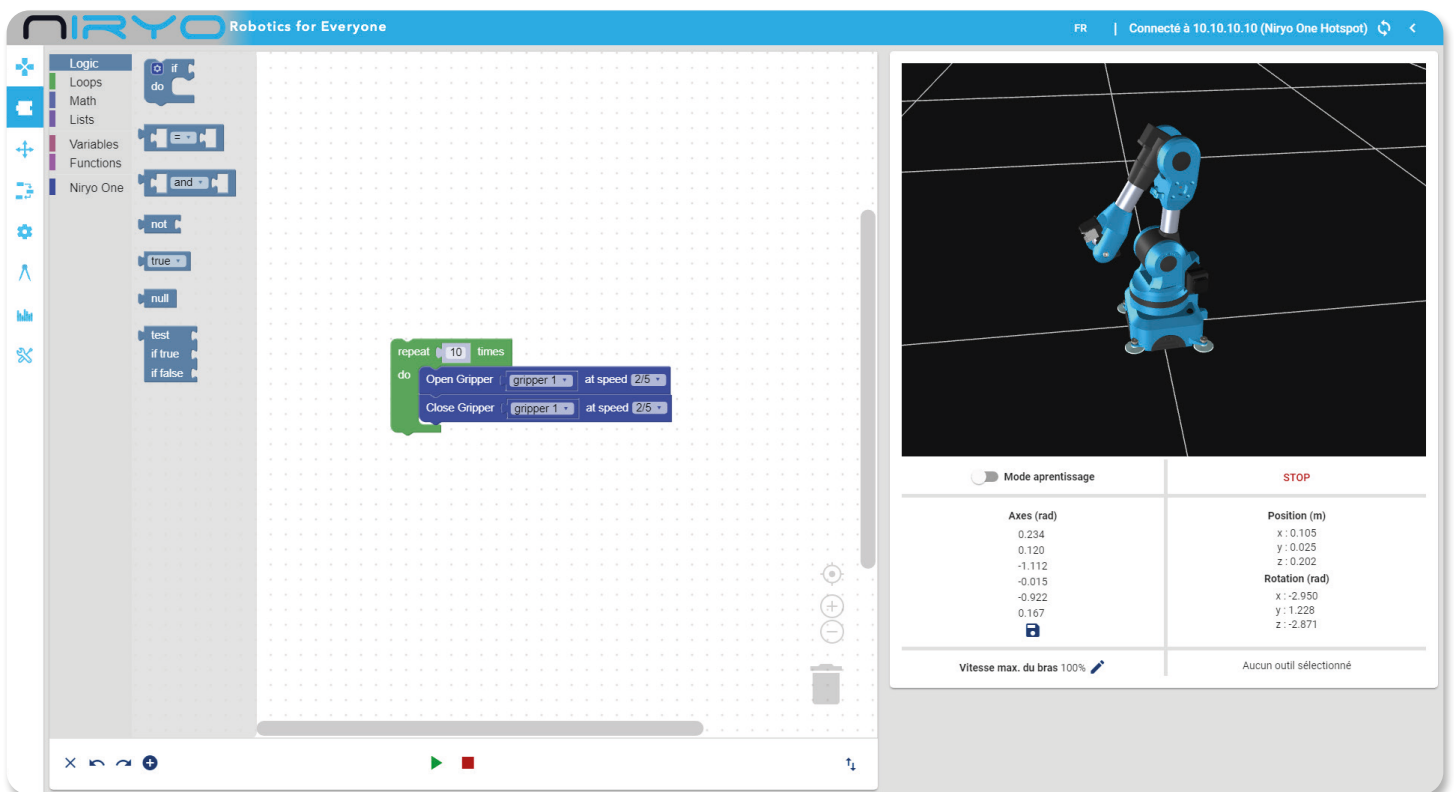 NIRYO Robotics for Everyone
FR | Connecté à 10.10.10.10 (Niryo One Hotspot)
Logic
Loops
Math
Lists
Variables
Functions
Niryo One
if
do
=
and
not
true
null
test
if true
if false
repeat 10 times
do Open Gripper gripper 1 at speed 2/5
Close Gripper gripper 1 at speed 2/5
Mode aprentissage
STOP
Axes (rad)
0.234
0.120
-1.112
-0.015
-0.922
0.167
Position (m)
x : 0.105
y : 0.025
z : 0.202
Rotation (rad)
x : -2.950
y : 1.228
z : -2.871
Vitesse max. du bras 100%
Aucun outil sélectionné